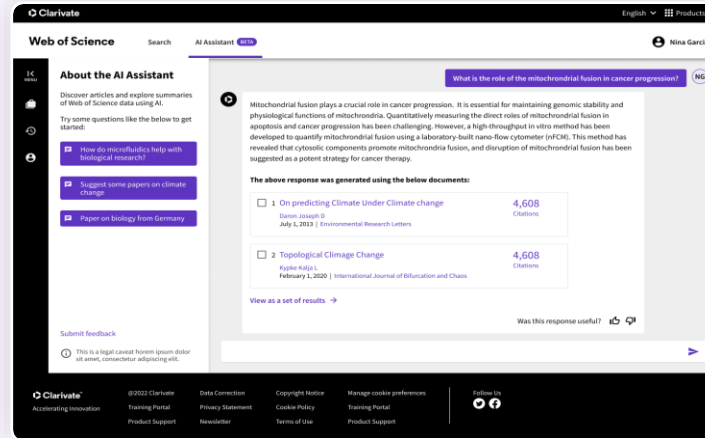 Clarivate
English
Products
Web of Science
Search
AI Assistant BETA
Nina Garci
MENU
About the AI Assistant
Discover articles and explore summaries
of Web of Science data using AI.
Try some questions like the below to get
started:
How do microfluidics help with
biological research?
Suggest some papers on climate
change
Paper on biology from Germany
Submit feedback
This is a legal caveat horem ipsum dolor
sit amet, consectetur adipiscing elit.
What is the role of the mitochrondrial fusion in cancer progression?
NG
Mitochondrial fusion plays a crucial role in cancer progression. It is essential for maintaining genomic stability and
physiological functions of mitochondria. Quantitatively measuring the direct roles of mitochondrial fusion in
apoptosis and cancer progression has been challenging. However, a high-throughput in vitro method has been
developed to quantify mitochondrial fusion using a laboratory-built nano-flow cytometer (nFCM). This method has
revealed that cytosolic components promote mitochondria fusion, and disruption of mitochondrial fusion has been
suggested as a potent strategy for cancer therapy.
The above response was generated using the below documents:
1 On predicting Climate Under Climate change
Daron Joseph D
July 1, 2013 | Environmental Research Letters
4,608
Citations
2 Topological Climage Change
Kypke Kalja L
February 1, 2020 | International Journal of Bifurcation and Chaos
4,608
Citations
View as a set of results
Was this response useful?
Clarivate
Accelerating Innovation
@2022 Clarivate
Training Portal
Product Support
Data Correction
Privacy Statement
Newsletter
Copyright Notice
Cookie Policy
Terms of Use
Manage cookie preferences
Training Portal
Product Support
Follow Us